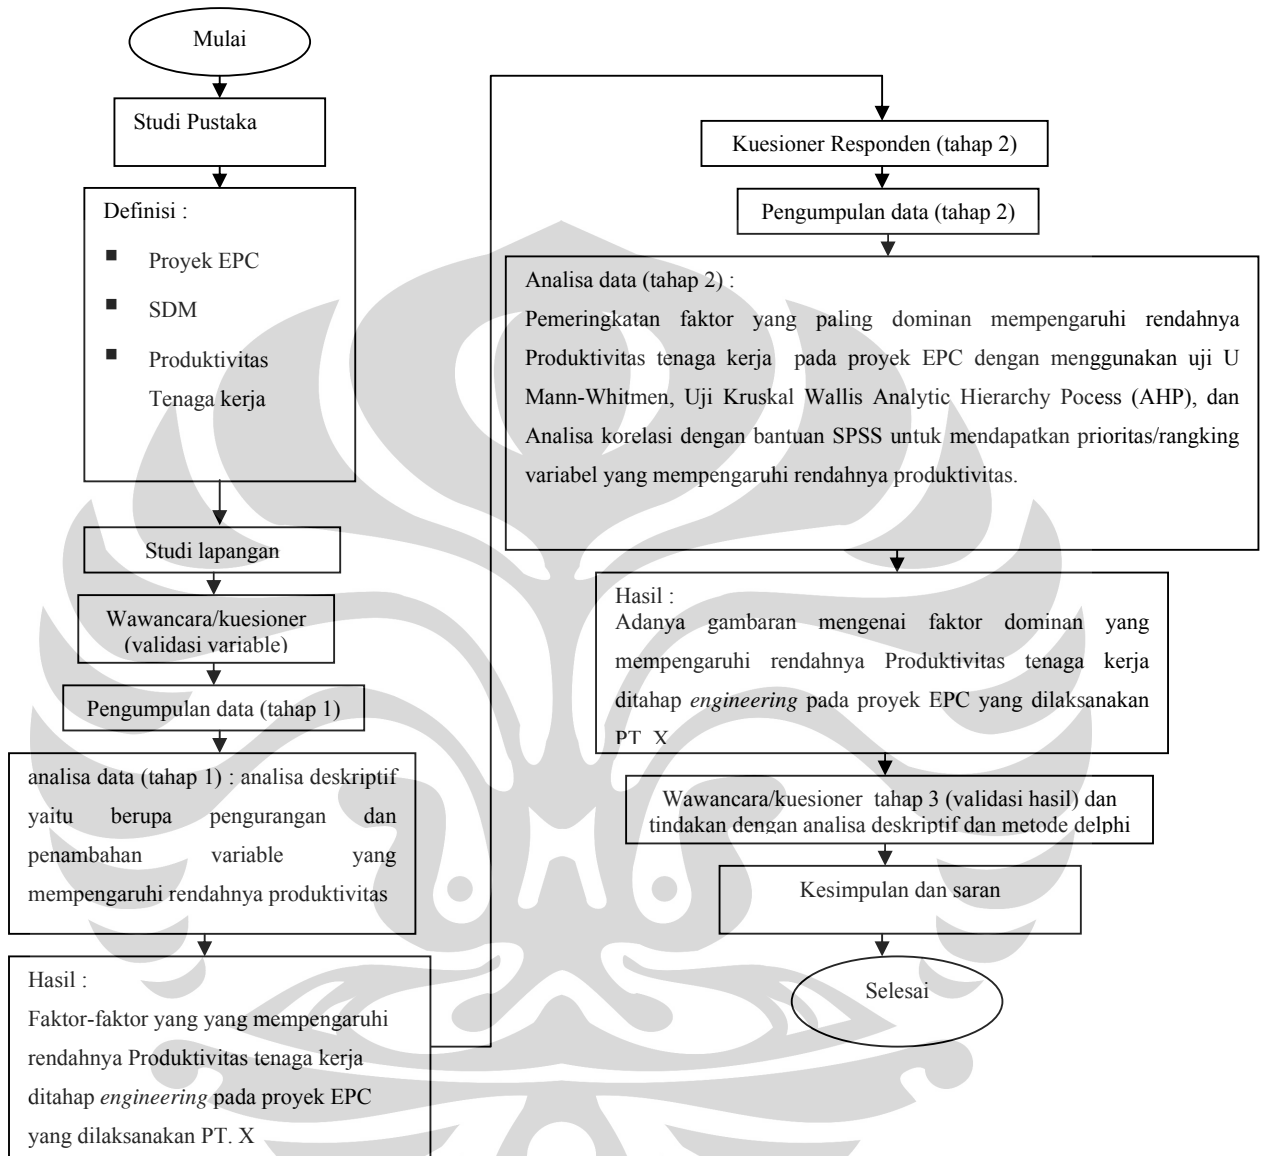 Mulai
Studi Pustaka
Definisi :
■ Proyek EPC
■ SDM
■ Produktivitas
Tenaga kerja
Studi lapangan
Wawancara/kuesioner
(validasi variable)
Pengumpulan data (tahap 1)
analisa data (tahap 1) : analisa deskriptif
yaitu berupa pengurangan dan
penambahan variable yang
mempengaruhi rendahnya produktivitas
Hasil :
Faktor-faktor yang yang mempengaruhi
rendahnya Produktivitas tenaga kerja
ditahap engineering pada proyek EPC
yang dilaksanakan PT. X
Kuesioner Responden (tahap 2)
Pengumpulan data (tahap 2)
Analisa data (tahap 2) :
Pemeringkatan faktor yang paling dominan mempengaruhi rendahnya
Produktivitas tenaga kerja pada proyek EPC dengan menggunakan uji U
Mann-Whitmen, Uji Kruskal Wallis Analytic Hierarchy Pocess (AHP), dan
Analisa korelasi dengan bantuan SPSS untuk mendapatkan prioritas/rangking
variabel yang mempengaruhi rendahnya produktivitas.
Hasil :
Adanya gambaran mengenai faktor dominan yang
mempengaruhi rendahnya Produktivitas tenaga kerja
ditahap engineering pada proyek EPC yang dilaksanakan
PT. X
Wawancara/kuesioner tahap 3 (validasi hasil) dan
tindakan dengan analisa deskriptif dan metode delphi
Kesimpulan dan saran
Selesai